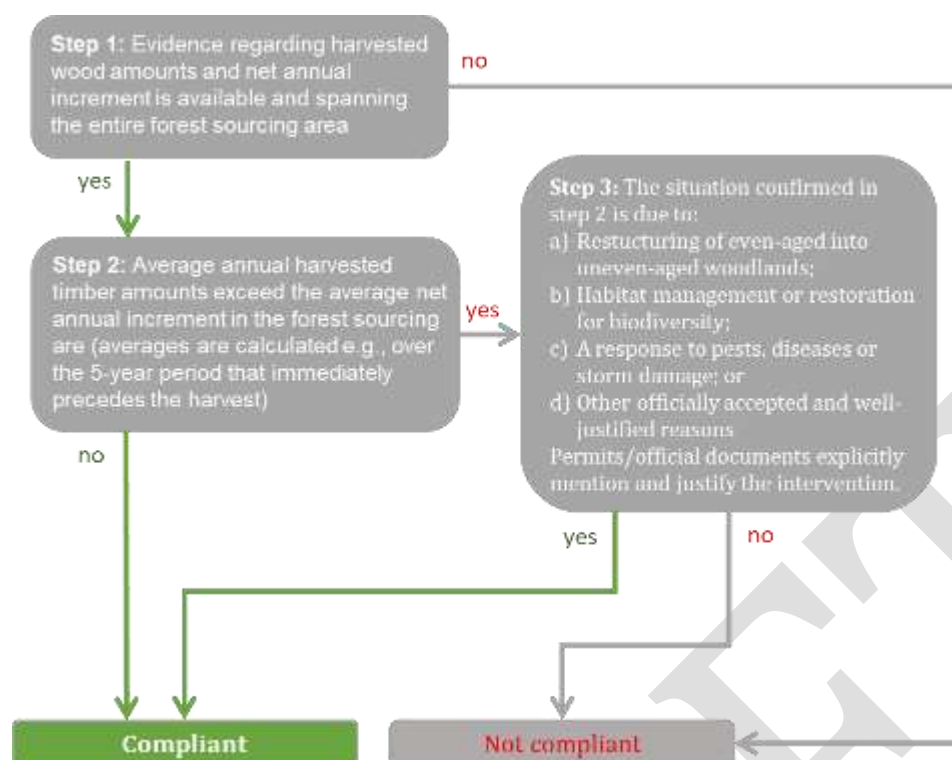 Step 1: Evidence regarding harvested
wood amounts and net annual
increment is available and spanning
the entire forest sourcing area
no
yes
Step 2: Average annual harvested
timber amounts exceed the average net
annual increment in the forest sourcing
are (averages are calculated e.g., over
the 5-year period that immediately
precedes the harvest)
yes
Step 3: The situation confirmed in
step 2 is due to:
a) Restucturing of even-aged into
uneven-aged woodlands;
b) Habitat management or restoration
for biodiversity;
c) A response to pests, diseases or
storm damage; or
d) Other officially accepted and well-
justified reasons
Permits/official documents explicitly
mention and justify the intervention.
no
yes
no
Compliant
Not compliant